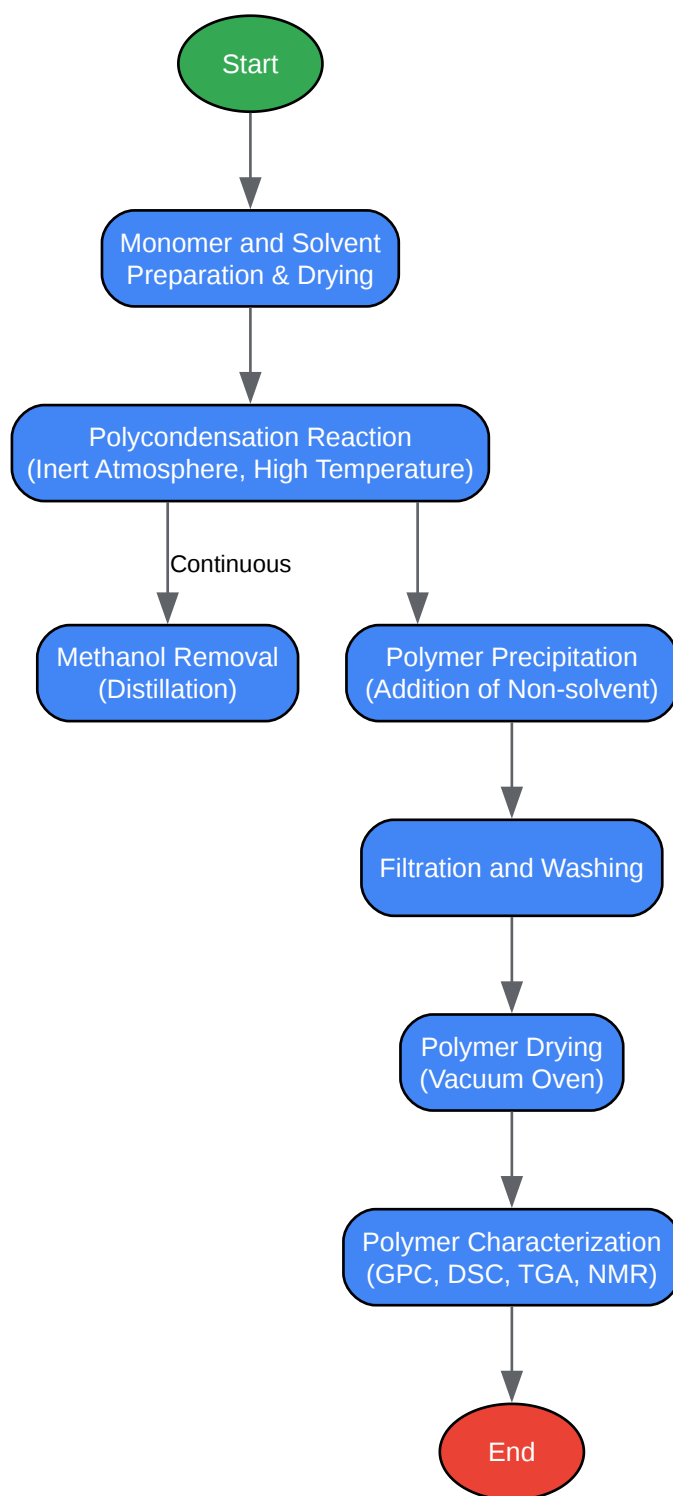 Start
Monomer and Solvent
Preparation & Drying
Polycondensation Reaction
(Inert Atmosphere, High Temperature)
Continuous
Methanol Removal
(Distillation)
Polymer Precipitation
(Addition of Non-solvent)
Filtration and Washing
Polymer Drying
(Vacuum Oven)
Polymer Characterization
(GPC, DSC, TGA, NMR)
End